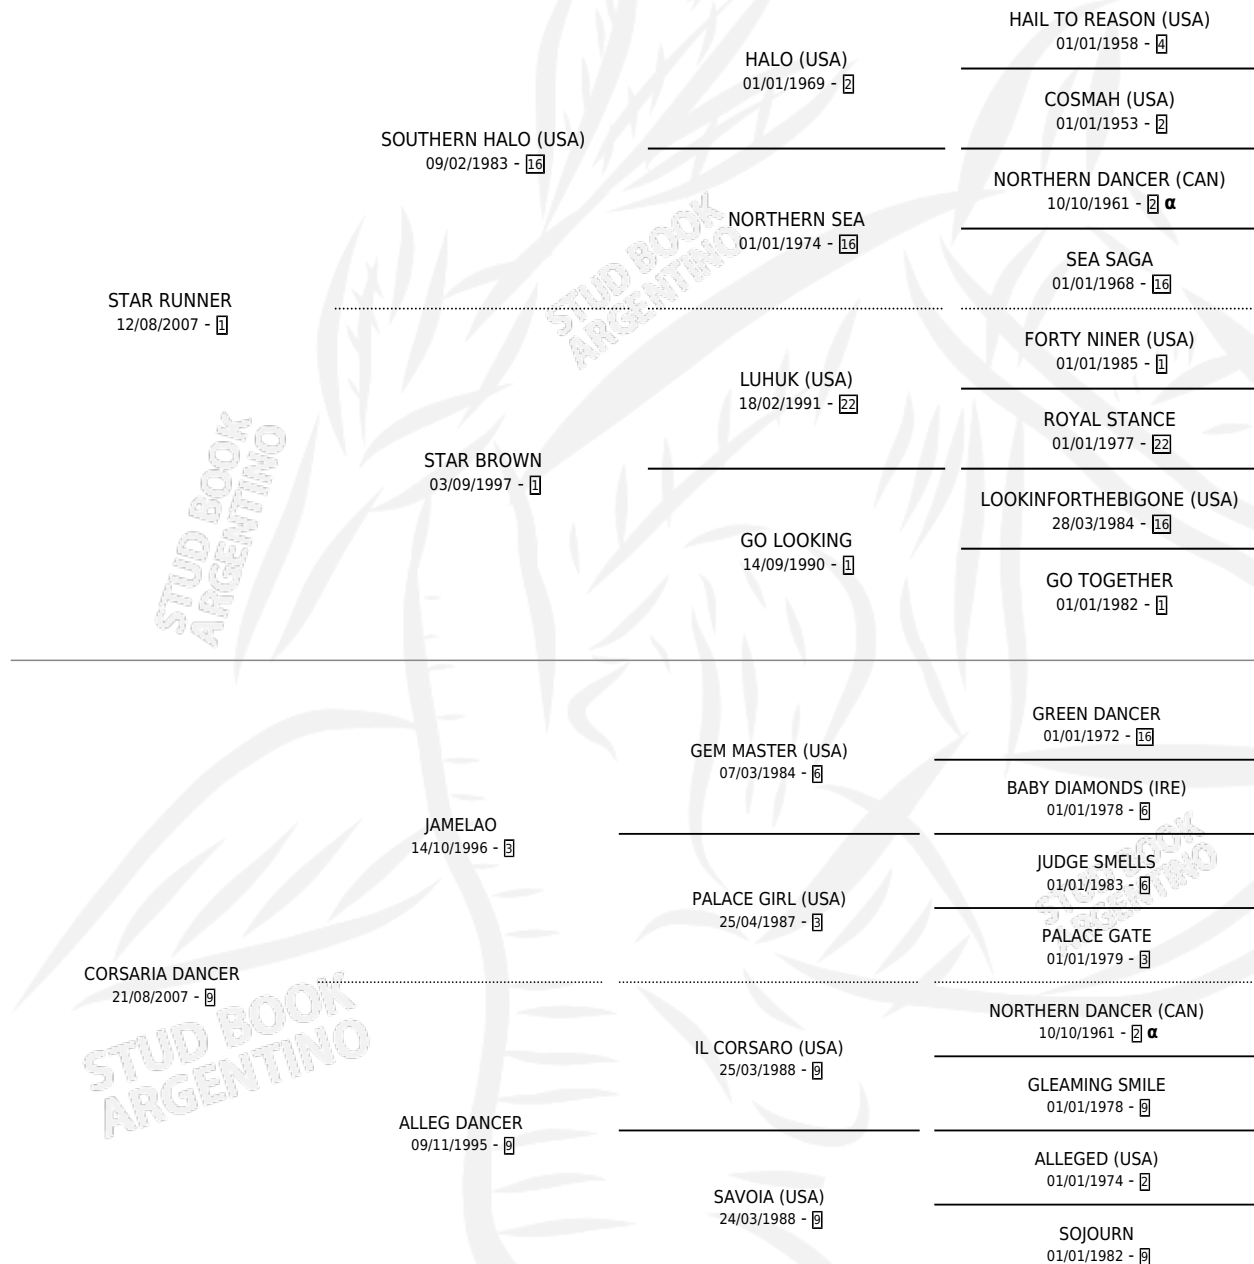 HAIL TO REASON (USA)
01/01/1958 - 4
HALO (USA)
01/01/1969 - 2
COSMAH (USA)
01/01/1953 - 2
SOUTHERN HALO (USA)
09/02/1983 - 16
NORTHERN DANCER (CAN)
10/10/1961 - 2 α
NORTHERN SEA
01/01/1974 - 16
SEA SAGA
01/01/1968 - 16
STAR RUNNER
12/08/2007 - 1
STUD BOOK
ARGENTINO
FORTY NINER (USA)
01/01/1985 - 1
LUHUK (USA)
18/02/1991 - 22
ROYAL STANCE
01/01/1977 - 22
STAR BROWN
03/09/1997 - 1
LOOKINFORTHEBIGONE (USA)
28/03/1984 - 16
GO LOOKING
14/09/1990 - 1
GO TOGETHER
01/01/1982 - 1
STUD BOOK
ARGENTINO
GREEN DANCER
01/01/1972 - 16
GEM MASTER (USA)
07/03/1984 - 6
BABY DIAMONDS (IRE)
01/01/1978 - 6
JAMELAO
14/10/1996 - 3
JUDGE SMELLS
01/01/1983 - 6
STUD BOOK
ARGENTINO
PALACE GIRL (USA)
25/04/1987 - 3
PALACE GATE
01/01/1979 - 3
CORSARIA DANCER
21/08/2007 - 9
STUD BOOK
ARGENTINO
NORTHERN DANCER (CAN)
10/10/1961 - 2 α
IL CORSARO (USA)
25/03/1988 - 9
GLEAMING SMILE
01/01/1978 - 9
ALLEG DANCER
09/11/1995 - 9
ALLEGED (USA)
01/01/1974 - 2
SAVOIA (USA)
24/03/1988 - 9
SOJOURN
01/01/1982 - 9